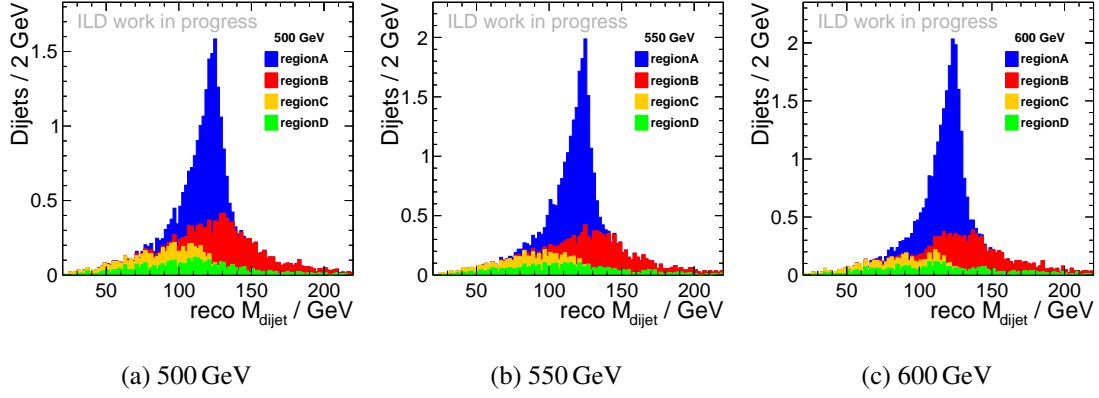 ILD work in progress
500 GeV
regionA
regionB
regionC
regionD
Dijets / 2 GeV
0
0.5
1
1.5
50 100 150 200
reco M_dijet / GeV
(a) 500 GeV
ILD work in progress
550 GeV
regionA
regionB
regionC
regionD
Dijets / 2 GeV
0
0.5
1
1.5
2
50 100 150 200
reco M_dijet / GeV
(b) 550 GeV
ILD work in progress
600 GeV
regionA
regionB
regionC
regionD
Dijets / 2 GeV
0
0.5
1
1.5
2
50 100 150 200
reco M_dijet / GeV
(c) 600 GeV